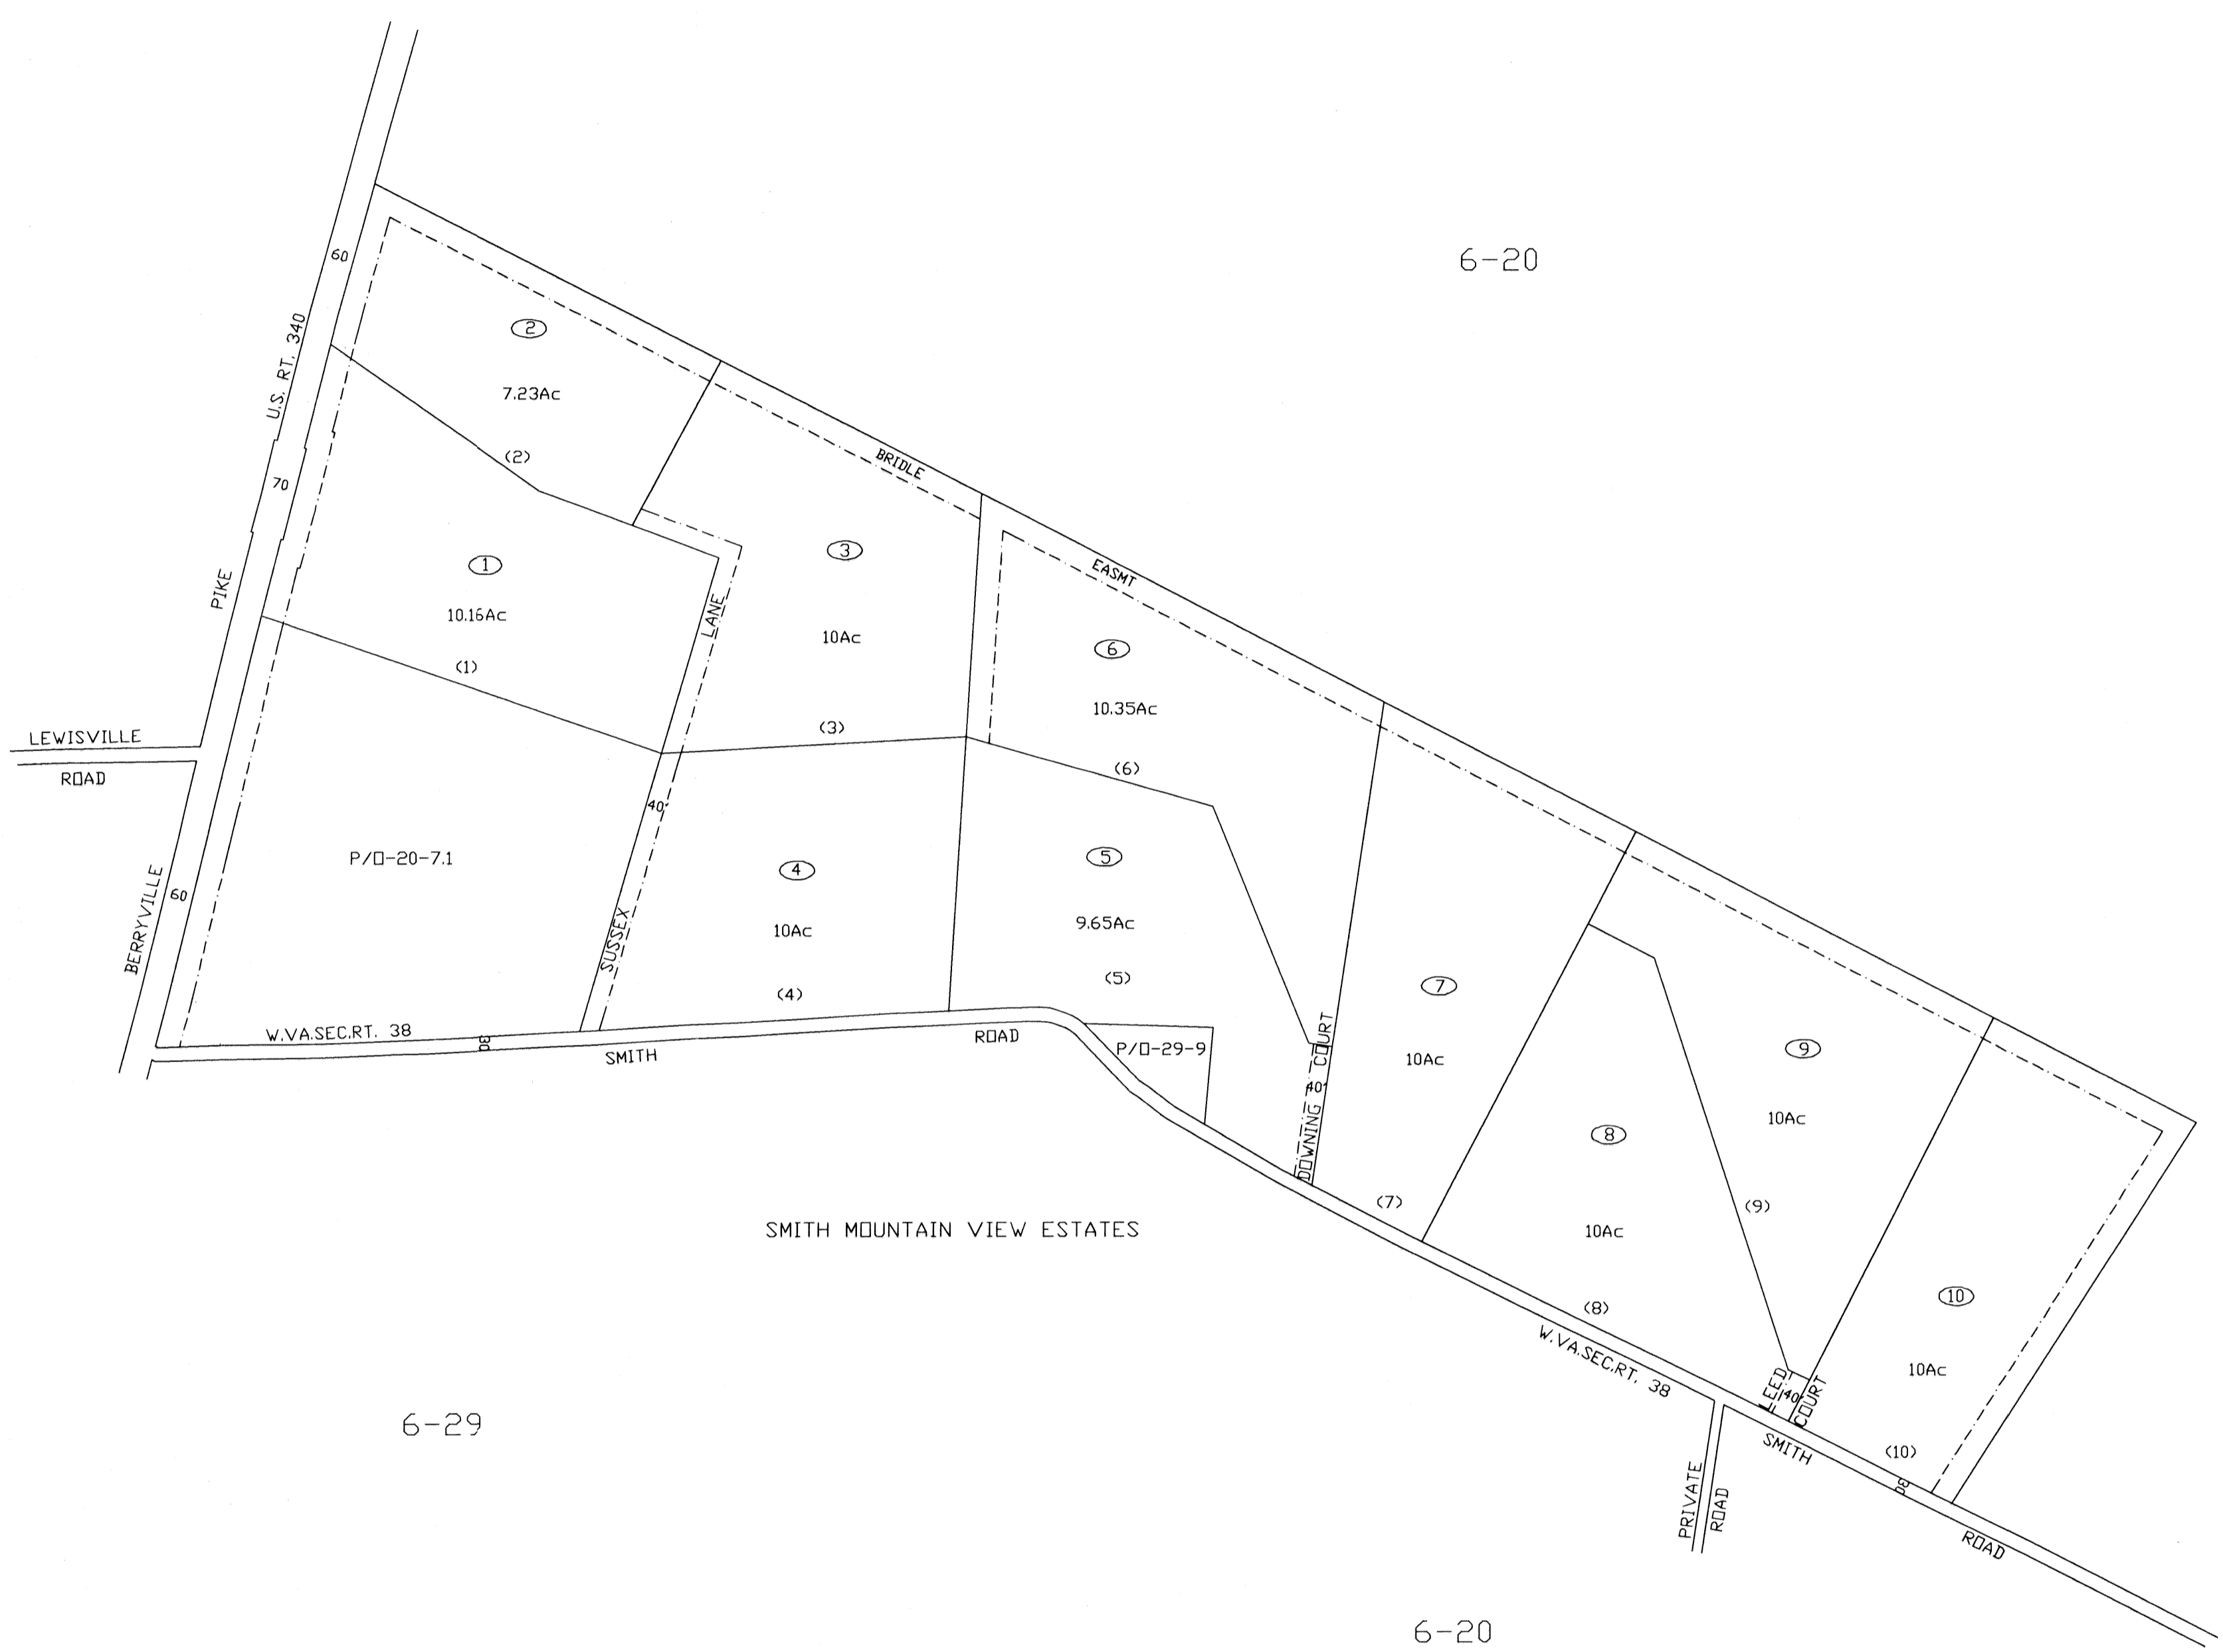 6-20
60
U.S. RT. 340
2
7.23Ac
(2)
BRIDLE
70
PIKE
1
10.16Ac
(1)
LANE
3
10Ac
(3)
EASMT
6
10.35Ac
(6)
LEWISVILLE
ROAD
P/O-20-7.1
40'
BERRYVILLE
60
SUSSEX
4
10Ac
(4)
5
9.65Ac
(5)
W.VA.SEC.RT. 38
30
SMITH
ROAD
P/O-29-9
DOWNING COURT
40'
7
10Ac
(7)
8
10Ac
(8)
9
10Ac
(9)
10
10Ac
(10)
SMITH MOUNTAIN VIEW ESTATES
W.VA.SEC.RT. 38
LEED
40'
COURT
SMITH
30
ROAD
PRIVATE
ROAD
6-29
6-20